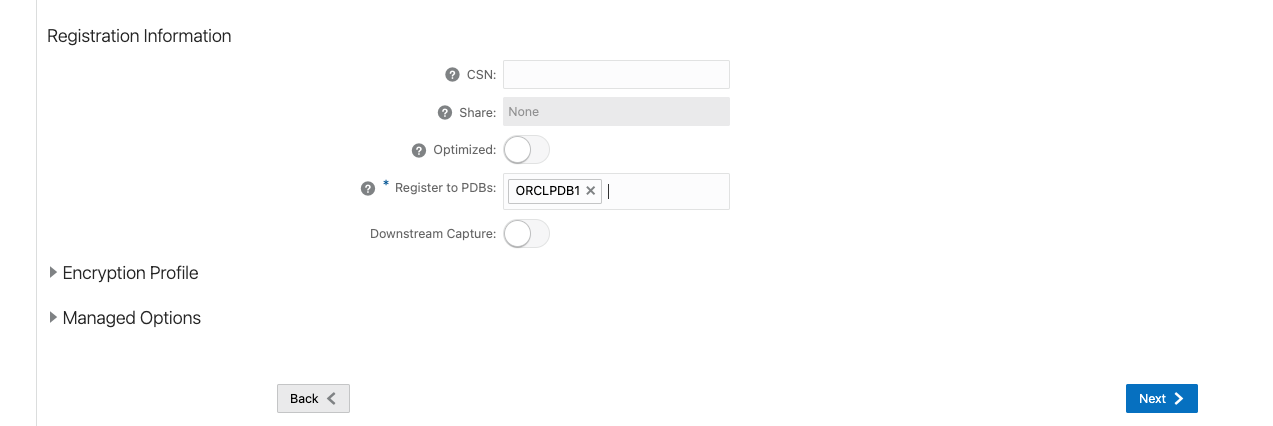 Registration Information
? CSN:
? Share: None
? Optimized:
? * Register to PDBs: ORCLPDB1 ×
Downstream Capture:
Encryption Profile
Managed Options
Back Next